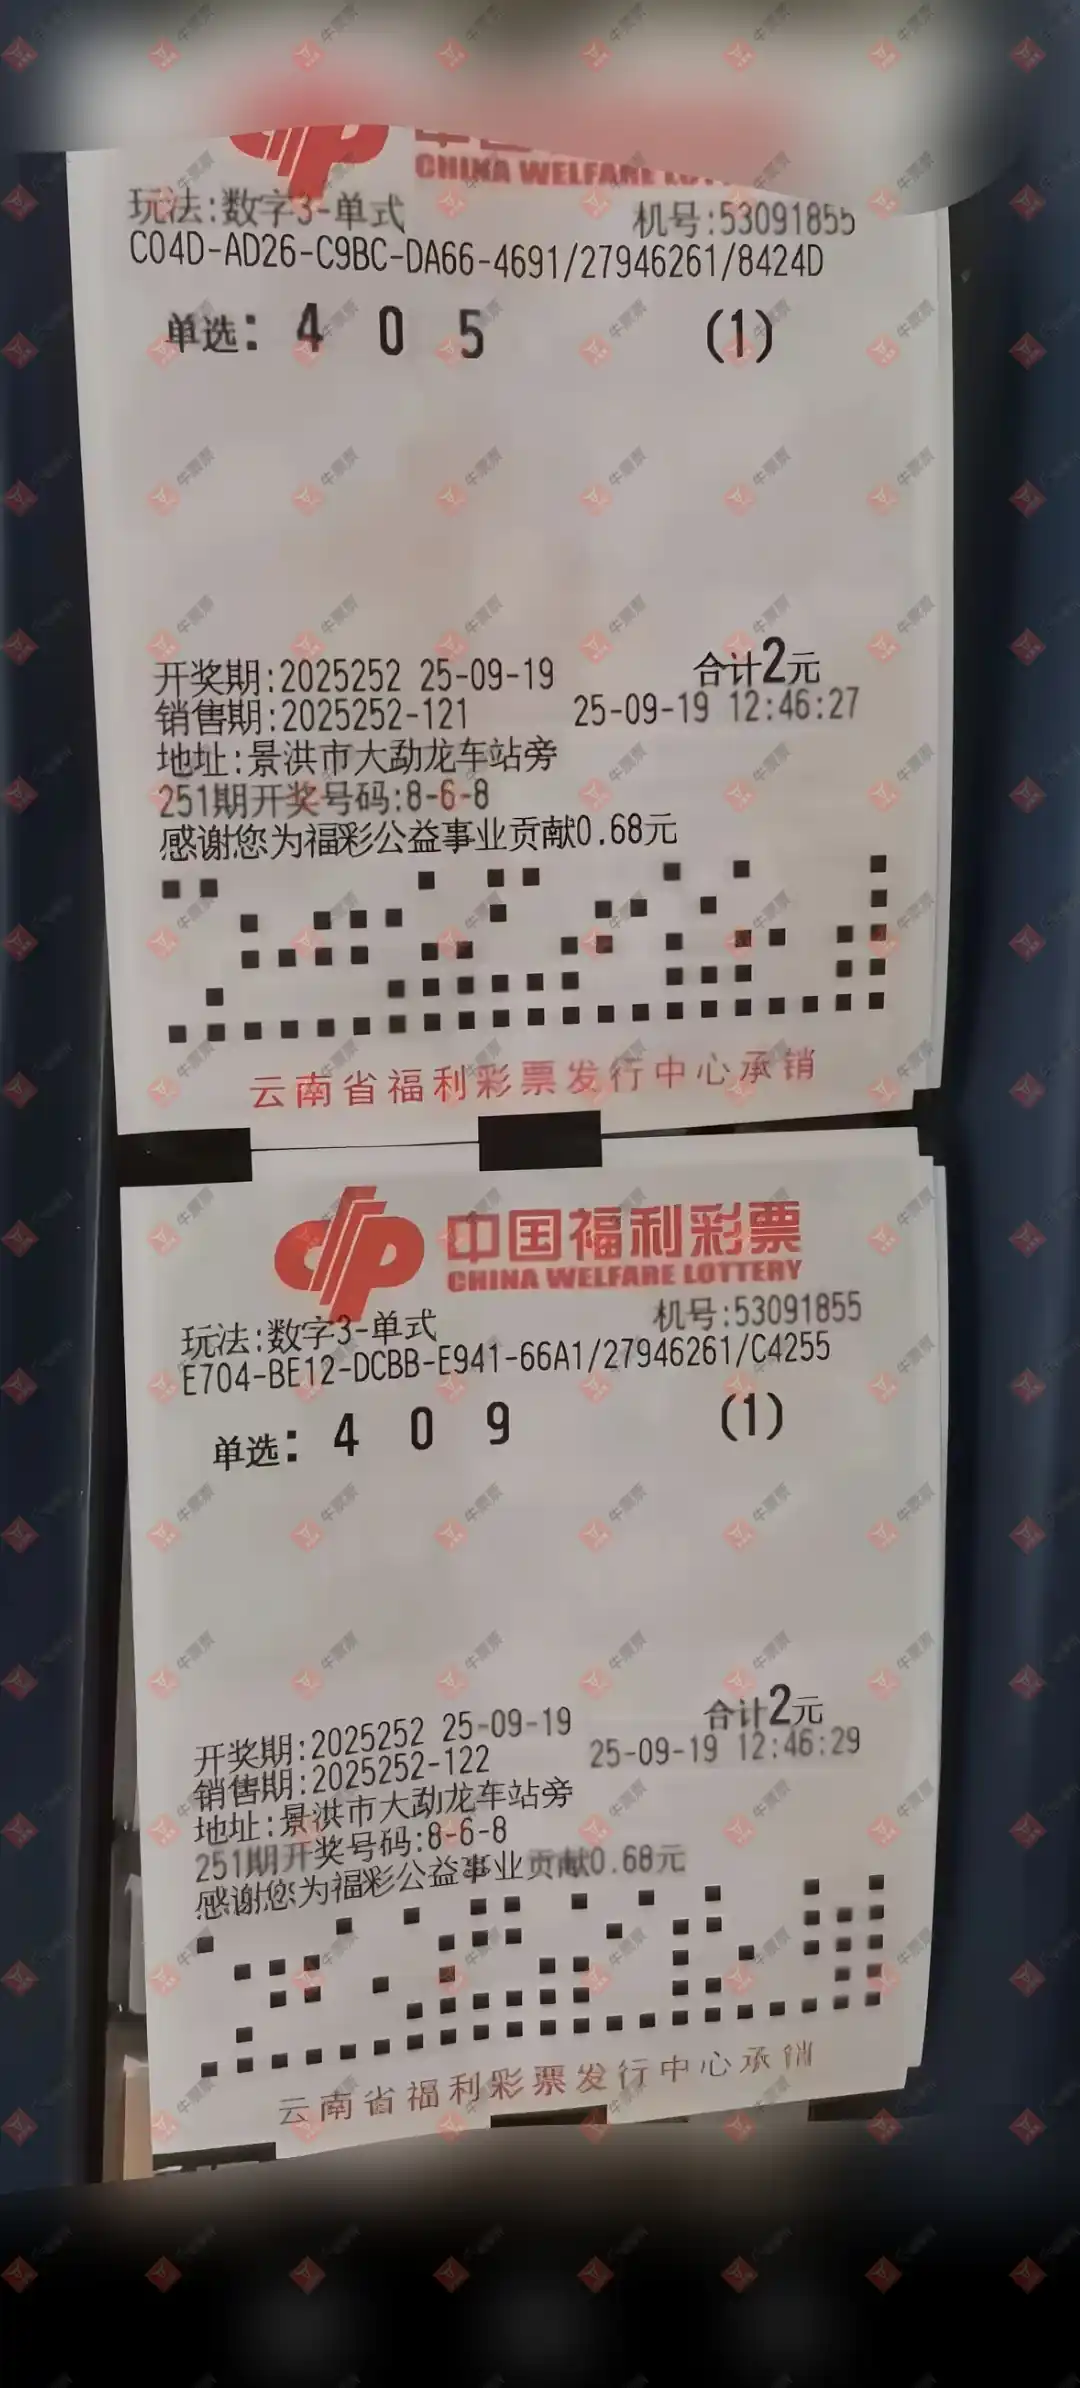 CHINA WELFARE
玩法:数字3-单式 机号:53091855
C04D-AD26-C9BC-DA66-4691/27946261/8424D
单选: 4 0 5 (1)
开奖期:2025252 25-09-19 合计2元
销售期:2025252-121 25-09-19 12:46:27
地址:景洪市大勐龙车站旁
251期开奖号码:8-6-8
感谢您为福彩公益事业贡献0.68元
云南省福利彩票发行中心承销
中国福利彩票
CHINA WELFARE LOTTERY
玩法:数字3-单式 机号:53091855
E704-BE12-DCBB-E941-66A1/27946261/C4255
单选: 4 0 9 (1)
开奖期:2025252 25-09-19 合计2元
销售期:2025252-122 25-09-19 12:46:29
地址:景洪市大勐龙车站旁
251期开奖号码:8-6-8
感谢您为福彩公益事业贡献0.68元
云南省福利彩票发行中心承销
牛票票